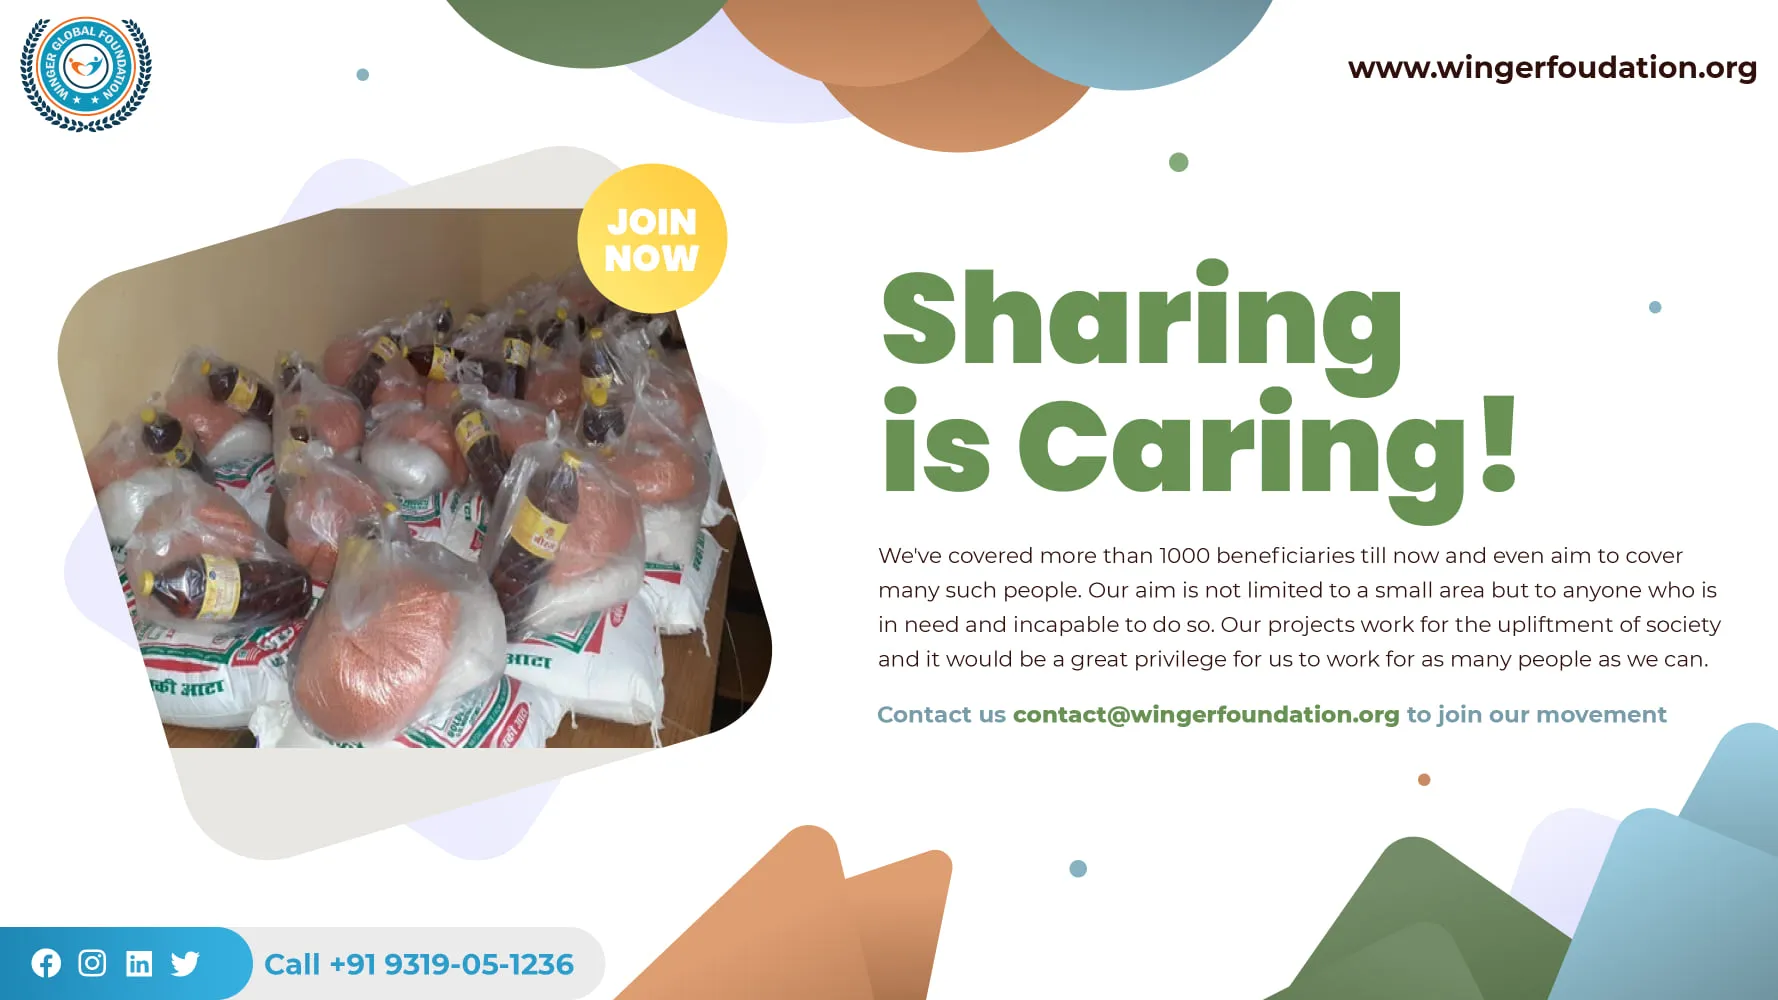 WINGER GLOBAL FOUNDATION
www.wingerfoudation.org
JOIN
NOW
Sharing
is Caring!
We've covered more than 1000 beneficiaries till now and even aim to cover
many such people. Our aim is not limited to a small area but to anyone who is
in need and incapable to do so. Our projects work for the upliftment of society
and it would be a great privilege for us to work for as many people as we can.
Contact us contact@wingerfoundation.org to join our movement
आटा
की आटा
Call +91 9319-05-1236